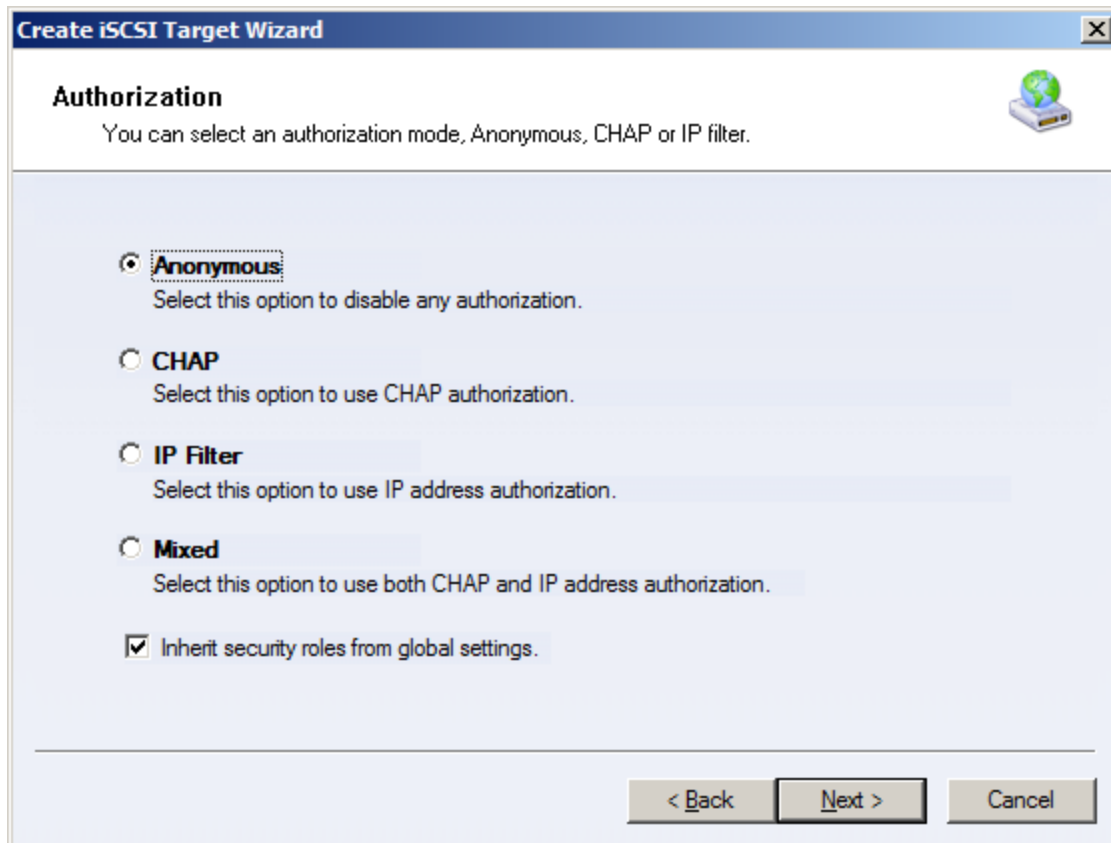 Create iSCSI Target Wizard
Authorization
You can select an authorization mode, Anonymous, CHAP or IP filter.
Anonymous
Select this option to disable any authorization.
CHAP
Select this option to use CHAP authorization.
IP Filter
Select this option to use IP address authorization.
Mixed
Select this option to use both CHAP and IP address authorization.
Inherit security roles from global settings.
< Back Next > Cancel